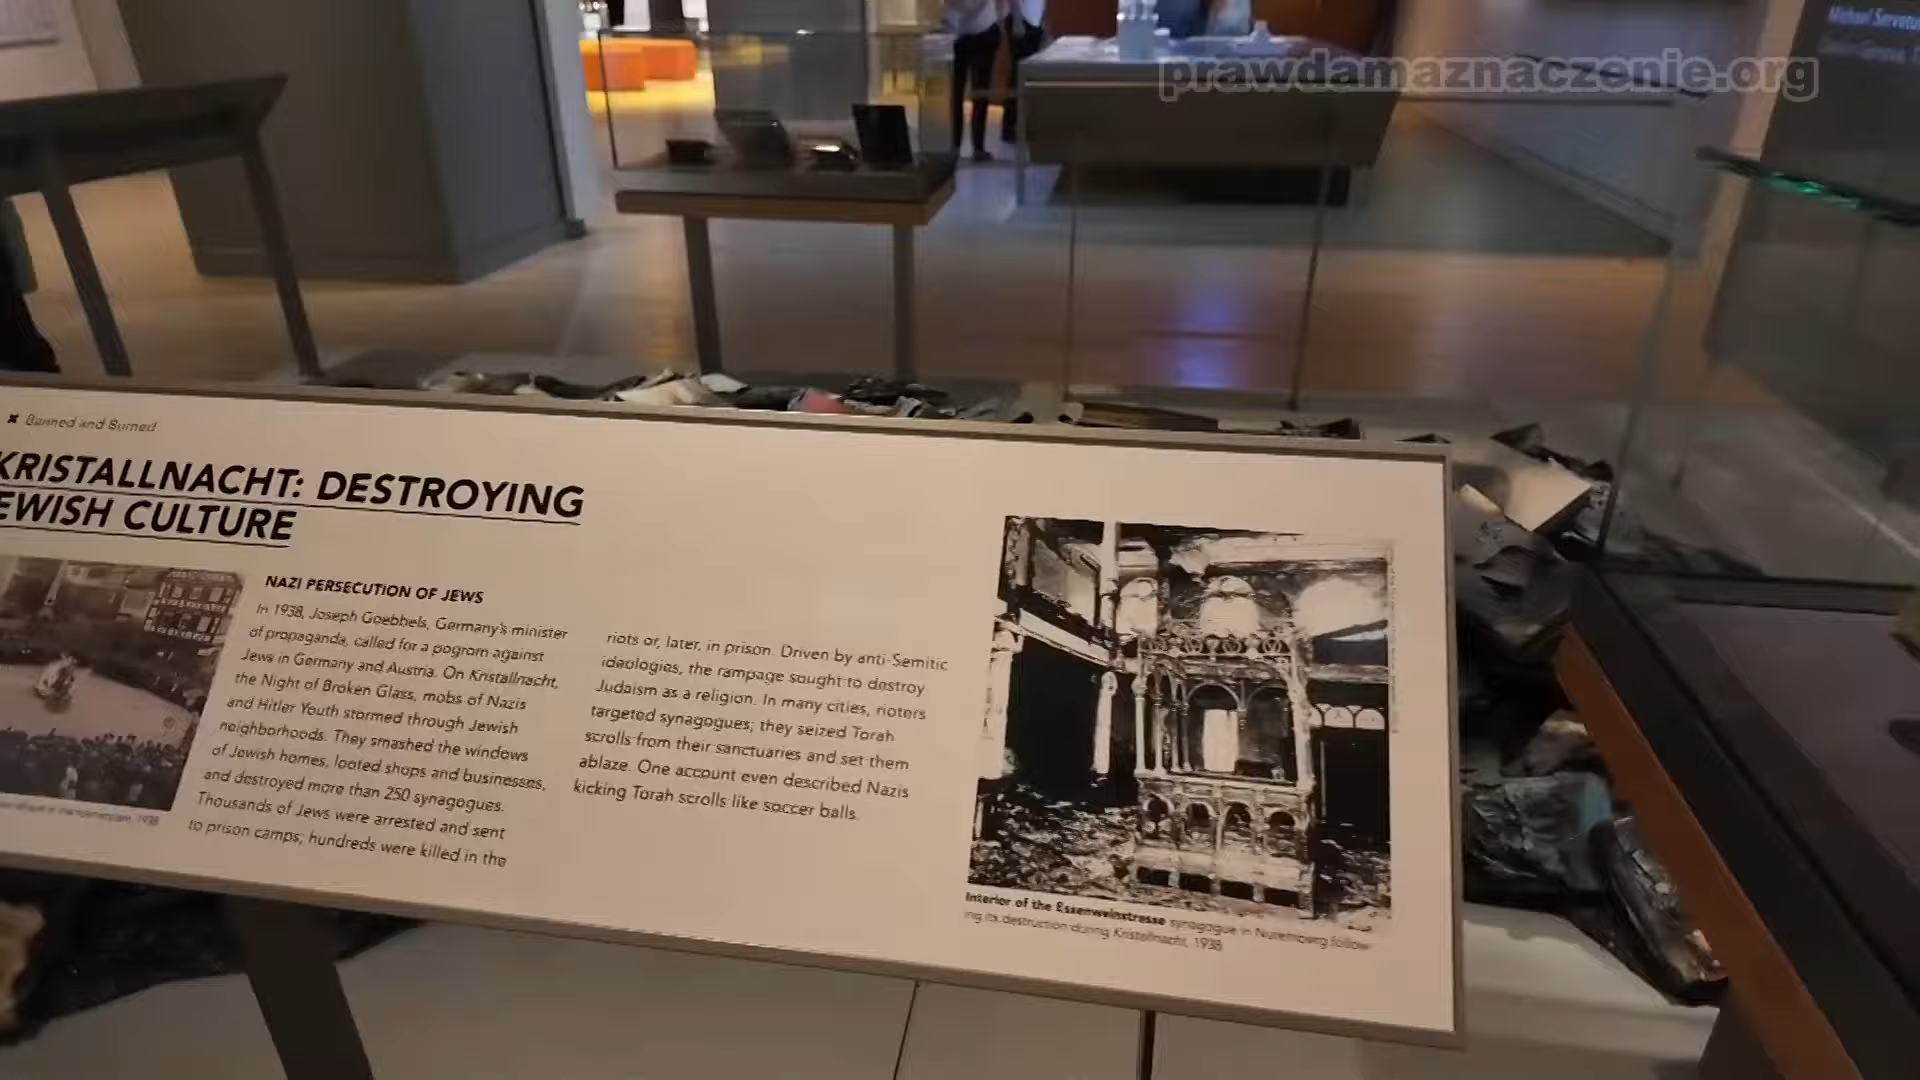 prawdamaznaczenie.org
Michael Servetus
✖ Banned and Burned
KRISTALLNACHT: DESTROYING
EWISH CULTURE
NAZI PERSECUTION OF JEWS
In 1938, Joseph Goebbels, Germany's minister
of propaganda, called for a pogrom against
Jews in Germany and Austria. On Kristallnacht,
the Night of Broken Glass, mobs of Nazis
and Hitler Youth stormed through Jewish
neighborhoods. They smashed the windows
of Jewish homes, looted shops and businesses,
and destroyed more than 250 synagogues.
Thousands of Jews were arrested and sent
to prison camps; hundreds were killed in the
riots or, later, in prison. Driven by anti-Semitic
ideologies, the rampage sought to destroy
Judaism as a religion. In many cities, rioters
targeted synagogues; they seized Torah
scrolls from their sanctuaries and set them
ablaze. One account even described Nazis
kicking Torah scrolls like soccer balls.
1938
Interior of the Essenweinstrasse synagogue in Nuremberg follow-
ing its destruction during Kristallnacht, 1938